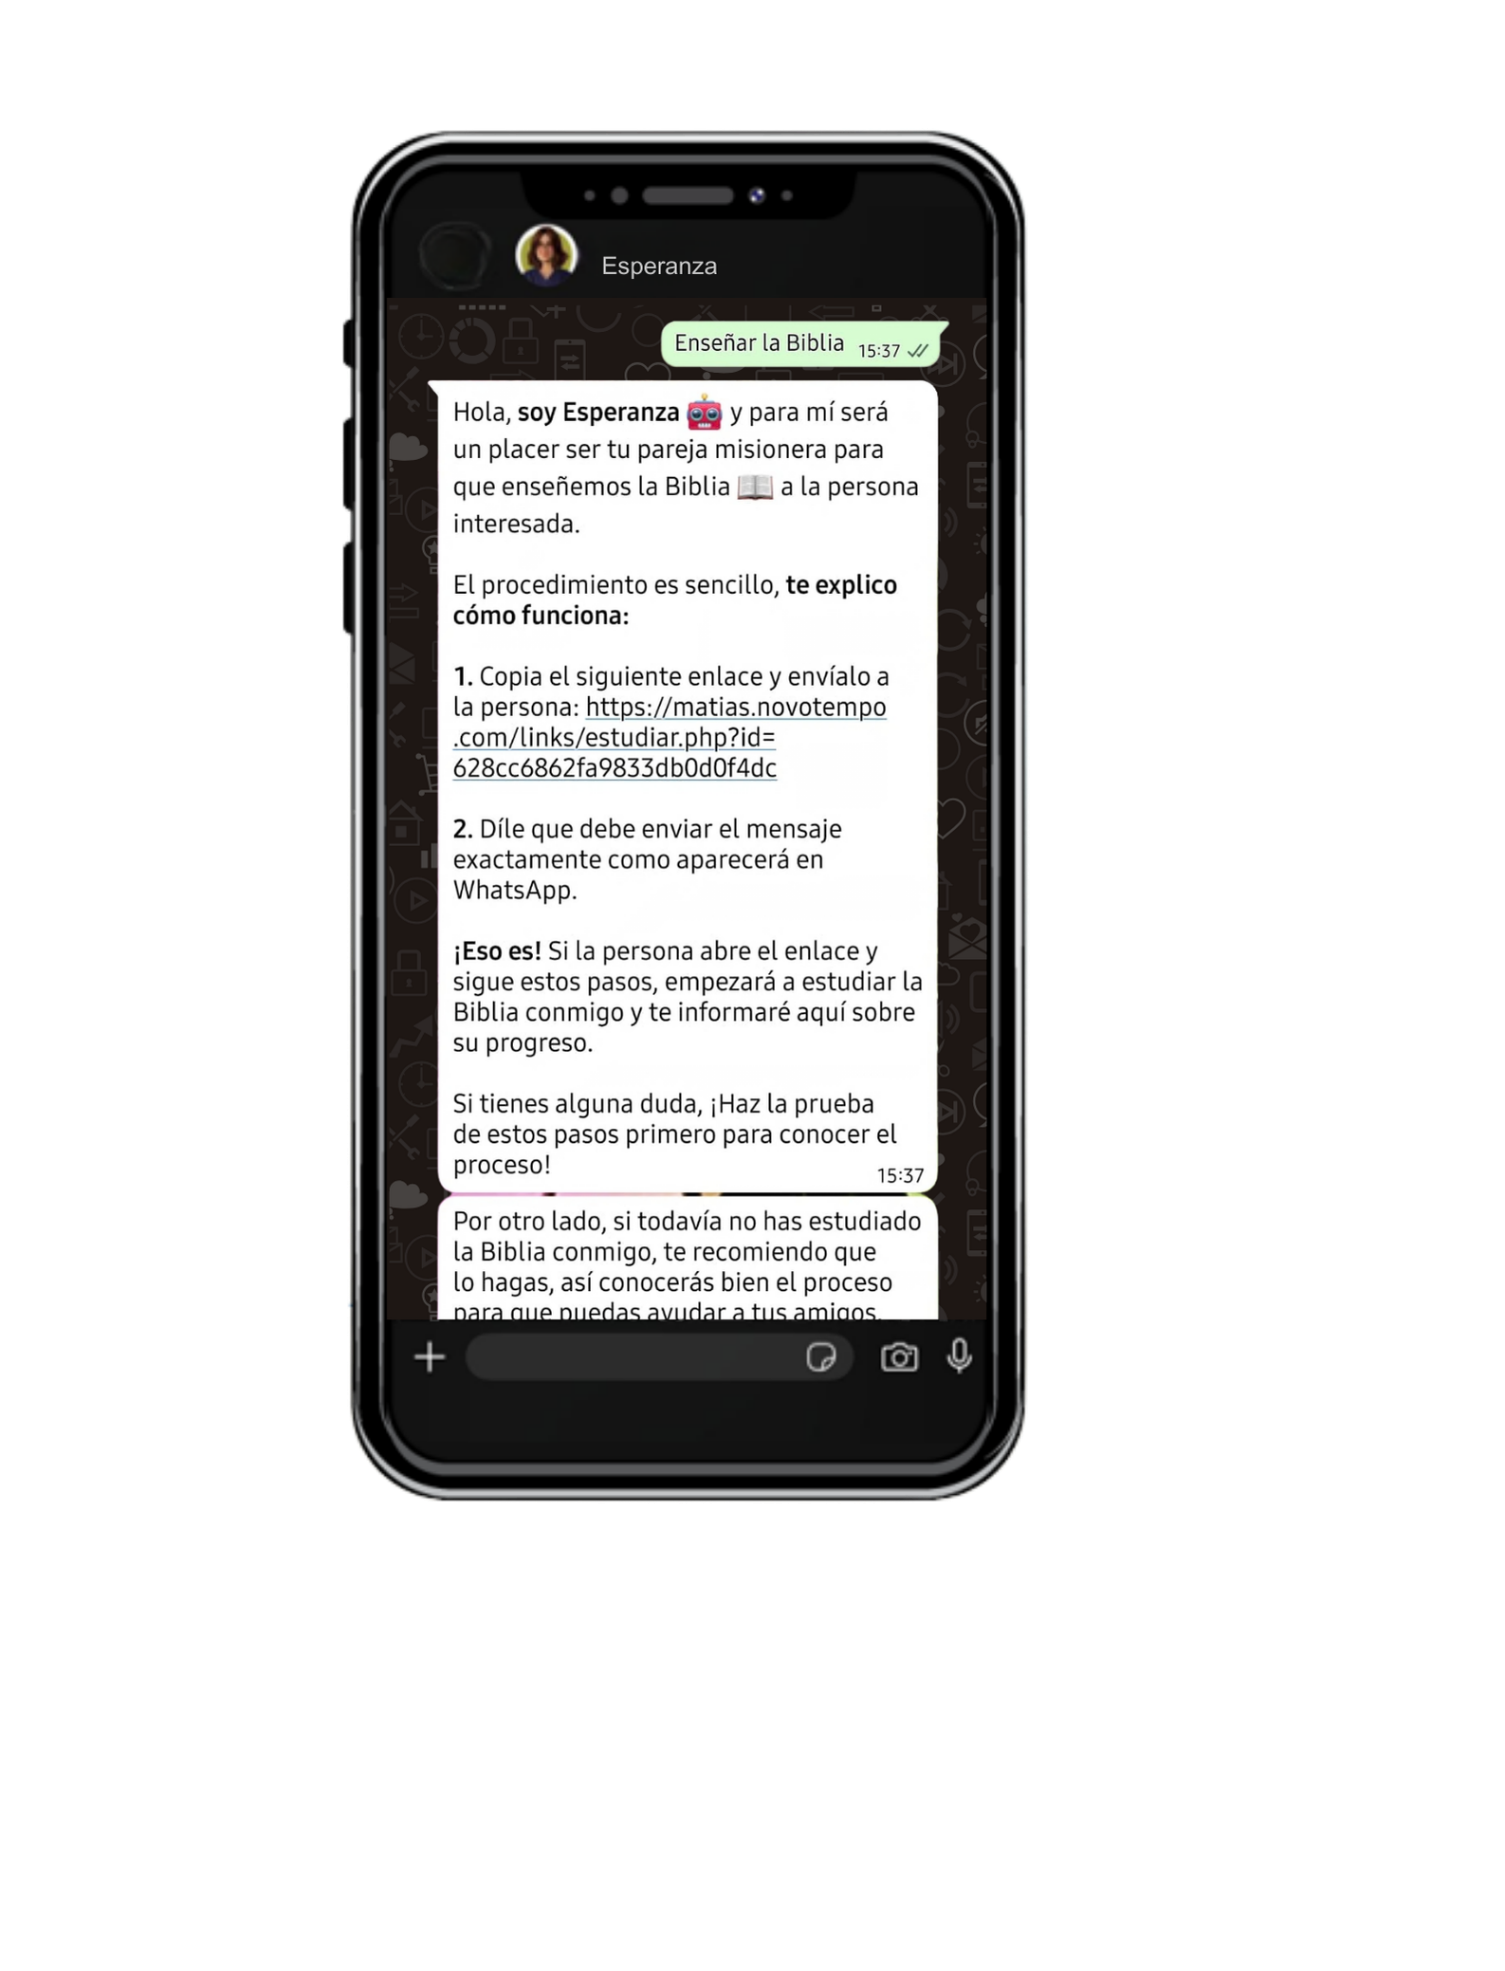 Esperanza
Enseñar la Biblia 15:37
Hola, soy Esperanza 🤖 y para mí será
un placer ser tu pareja misionera para
que enseñemos la Biblia 📖 a la persona
interesada.
El procedimiento es sencillo, te explico
cómo funciona:
1. Copia el siguiente enlace y envíalo a
la persona: https://matias.novotempo
.com/links/estudiar.php?id=
628cc6862fa9833db0d0f4dc
2. Díle que debe enviar el mensaje
exactamente como aparecerá en
WhatsApp.
¡Eso es! Si la persona abre el enlace y
sigue estos pasos, empezará a estudiar la
Biblia conmigo y te informaré aquí sobre
su progreso.
Si tienes alguna duda, ¡Haz la prueba
de estos pasos primero para conocer el
proceso!
15:37
Por otro lado, si todavía no has estudiado
la Biblia conmigo, te recomiendo que
lo hagas, así conocerás bien el proceso
para que puedas ayudar a tus amigos.